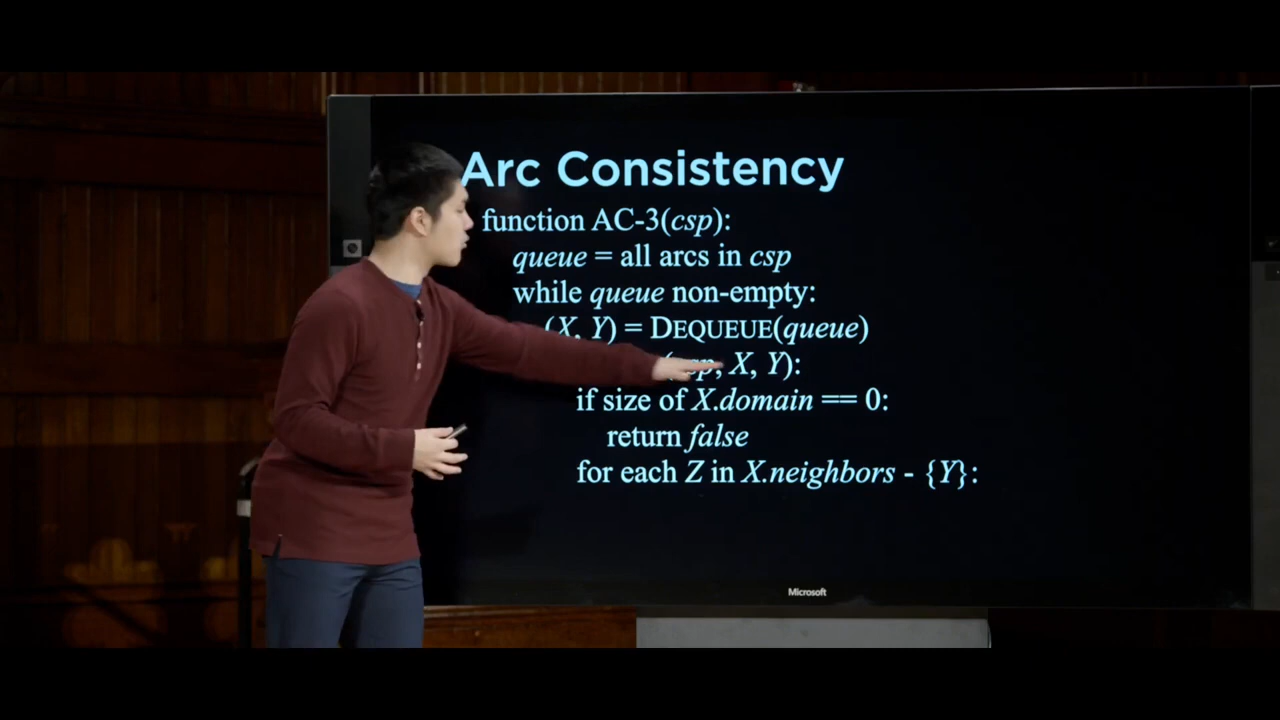 Arc Consistency
function AC-3(csp):
queue = all arcs in csp
while queue non-empty:
(X, Y) = DEQUEUE(queue)
(csp, X, Y):
if size of X.domain == 0:
return false
for each Z in X.neighbors - {Y}:
Microsoft